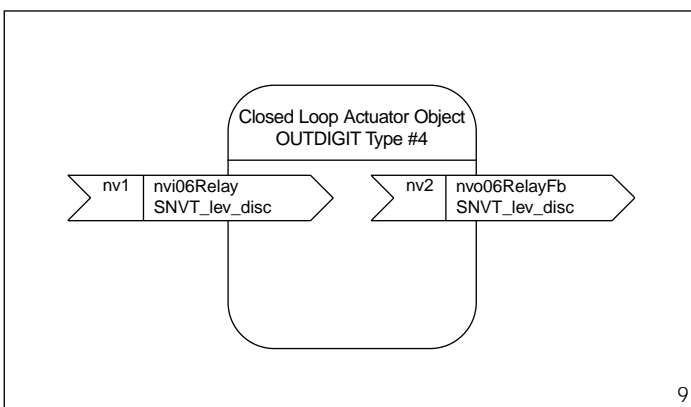 Closed Loop Actuator Object
OUTDIGIT Type #4
nv1 nvi06Relay
SNVT_lev_disc
nv2 nvo06RelayFb
SNVT_lev_disc
9